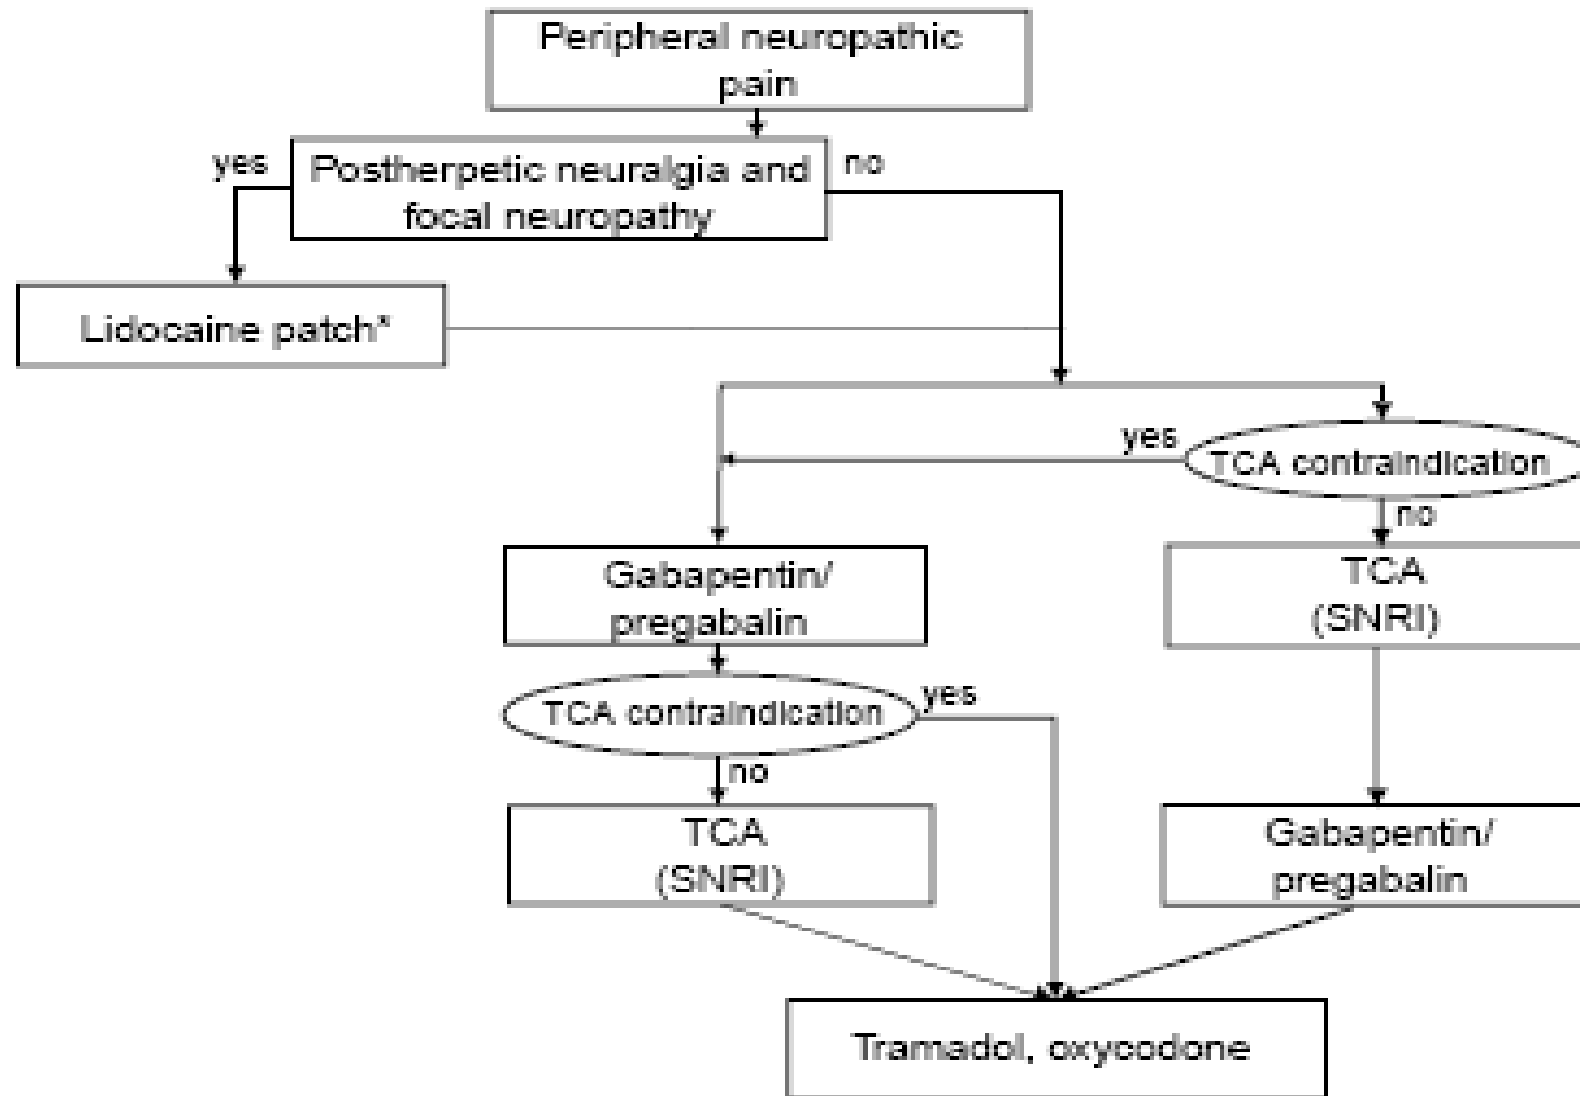 Peripheral neuropathic
pain
yes
Postherpetic neuralgia and
focal neuropathy
no
Lidocaine patch*
yes
TCA contraindication
no
Gabapentin/
pregabalin
TCA
(SNRI)
TCA contraindication
yes
no
TCA
(SNRI)
Gabapentin/
pregabalin
Tramadol, oxycodone